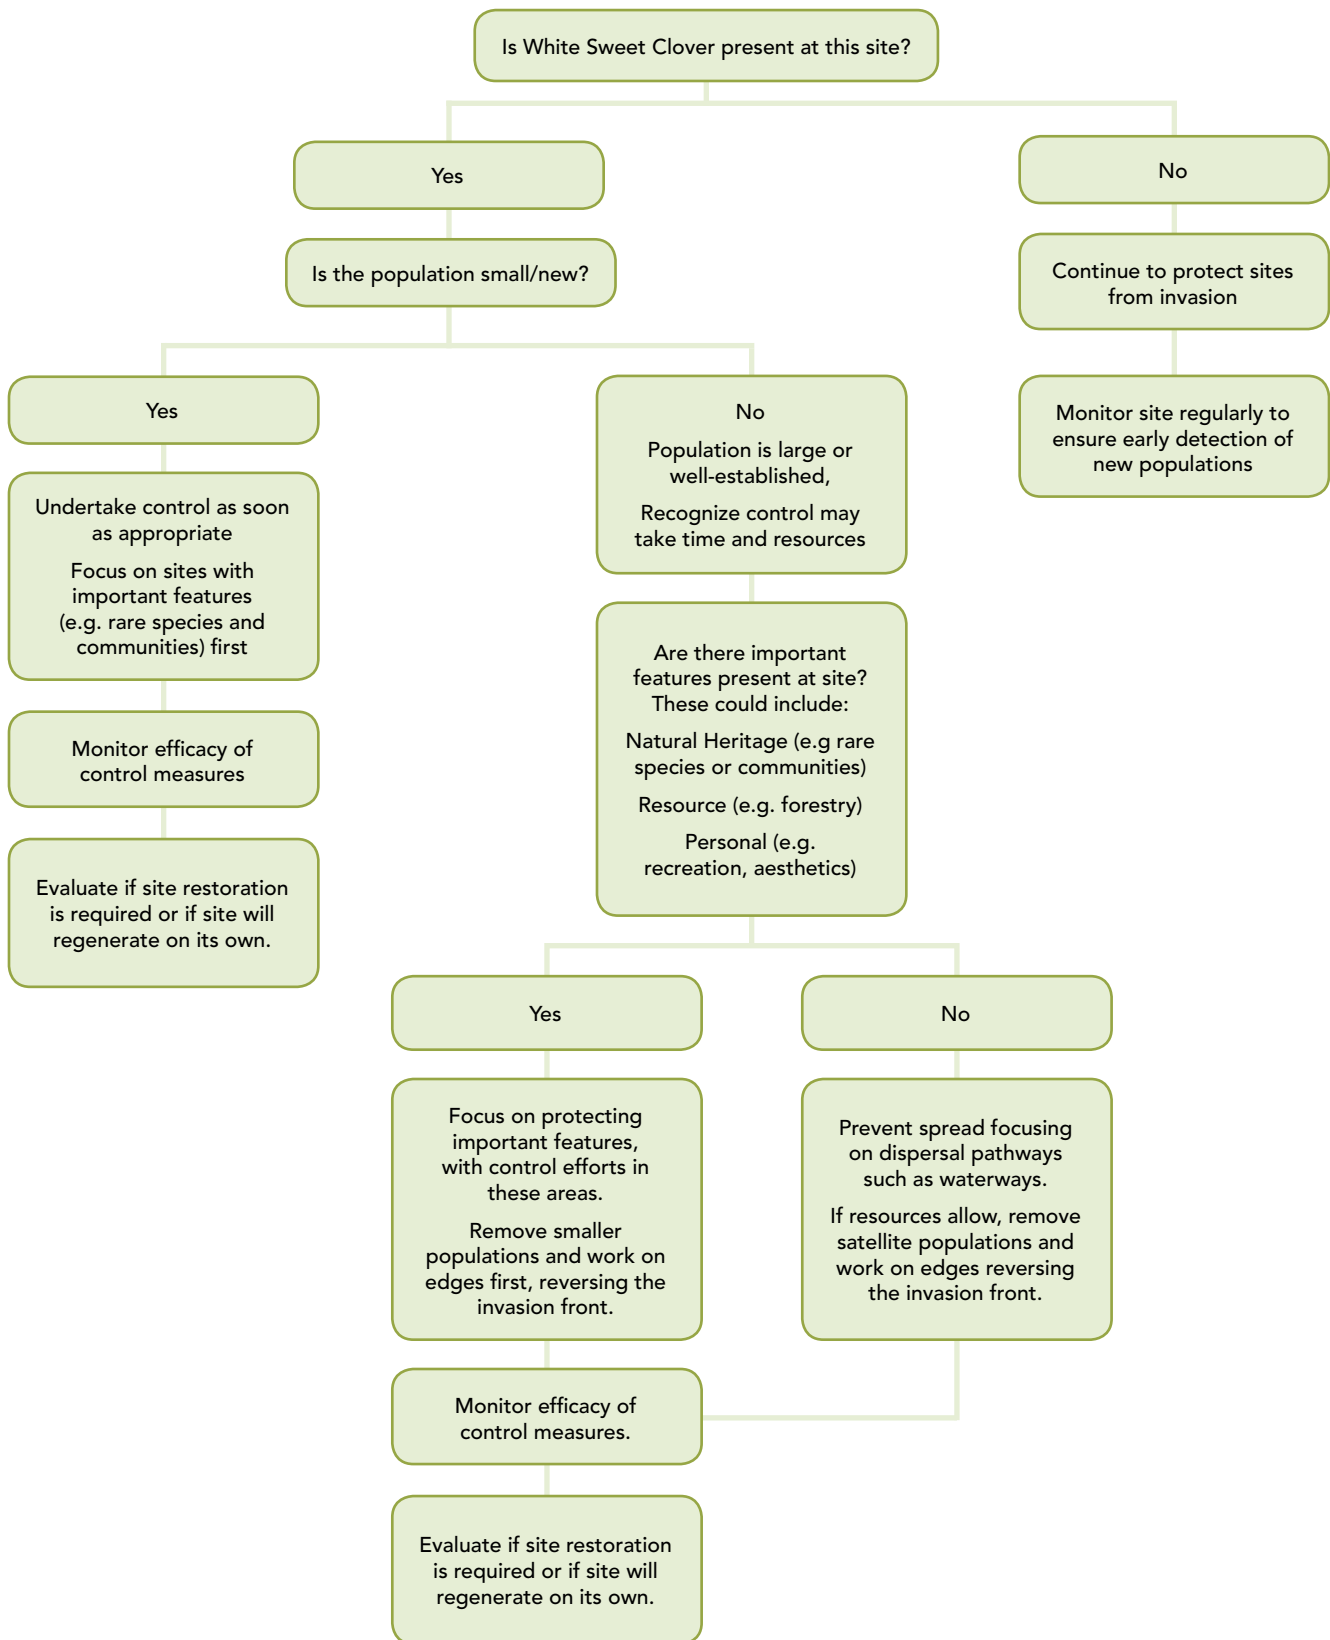 Is White Sweet Clover present at this site?
Yes
No
Is the population small/new?
Continue to protect sites
from invasion
Monitor site regularly to
ensure early detection of
new populations
Yes
Undertake control as soon
as appropriate
Focus on sites with
important features
(e.g. rare species and
communities) first
Monitor efficacy of
control measures
Evaluate if site restoration
is required or if site will
regenerate on its own.
No
Population is large or
well-established,
Recognize control may
take time and resources
Are there important
features present at site?
These could include:
Natural Heritage (e.g rare
species or communities)
Resource (e.g. forestry)
Personal (e.g.
recreation, aesthetics)
Yes
Focus on protecting
important features,
with control efforts in
these areas.
Remove smaller
populations and work on
edges first, reversing the
invasion front.
No
Prevent spread focusing
on dispersal pathways
such as waterways.
If resources allow, remove
satellite populations and
work on edges reversing
the invasion front.
Monitor efficacy of
control measures.
Evaluate if site restoration
is required or if site will
regenerate on its own.